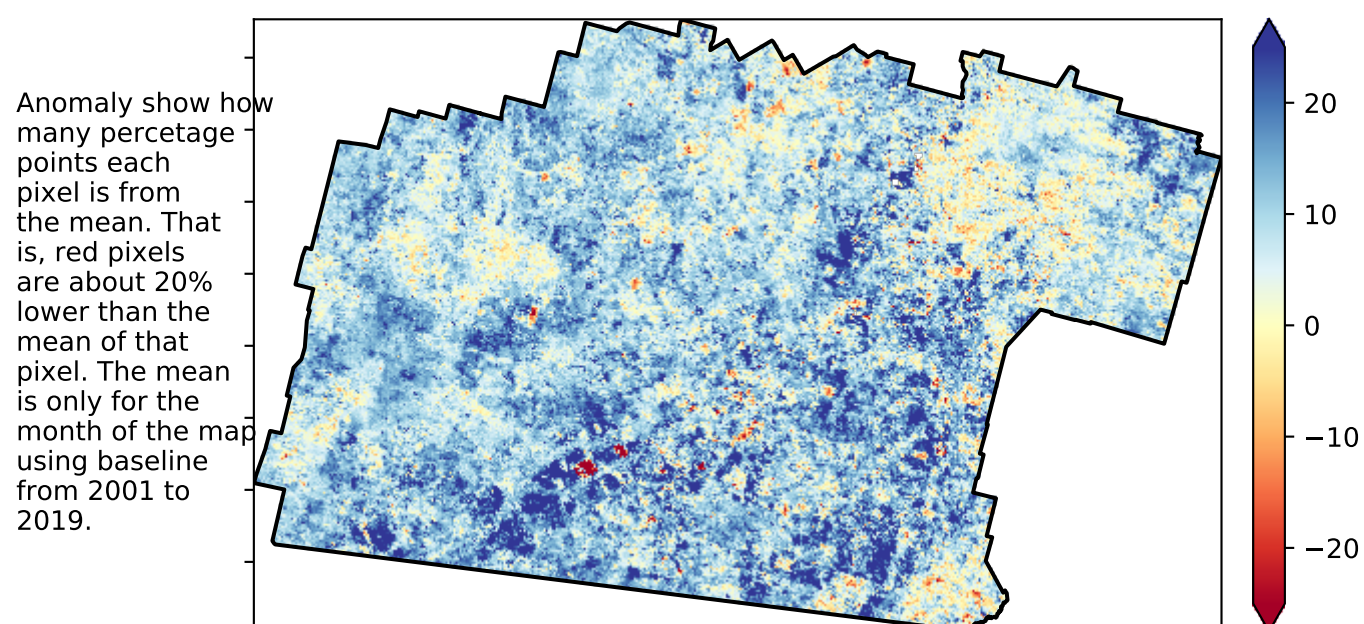 Anomaly show how
many percetage
points each
pixel is from
the mean. That
is, red pixels
are about 20%
lower than the
mean of that
pixel. The mean
is only for the
month of the map
using baseline
from 2001 to
2019.
20
10
0
−10
−20